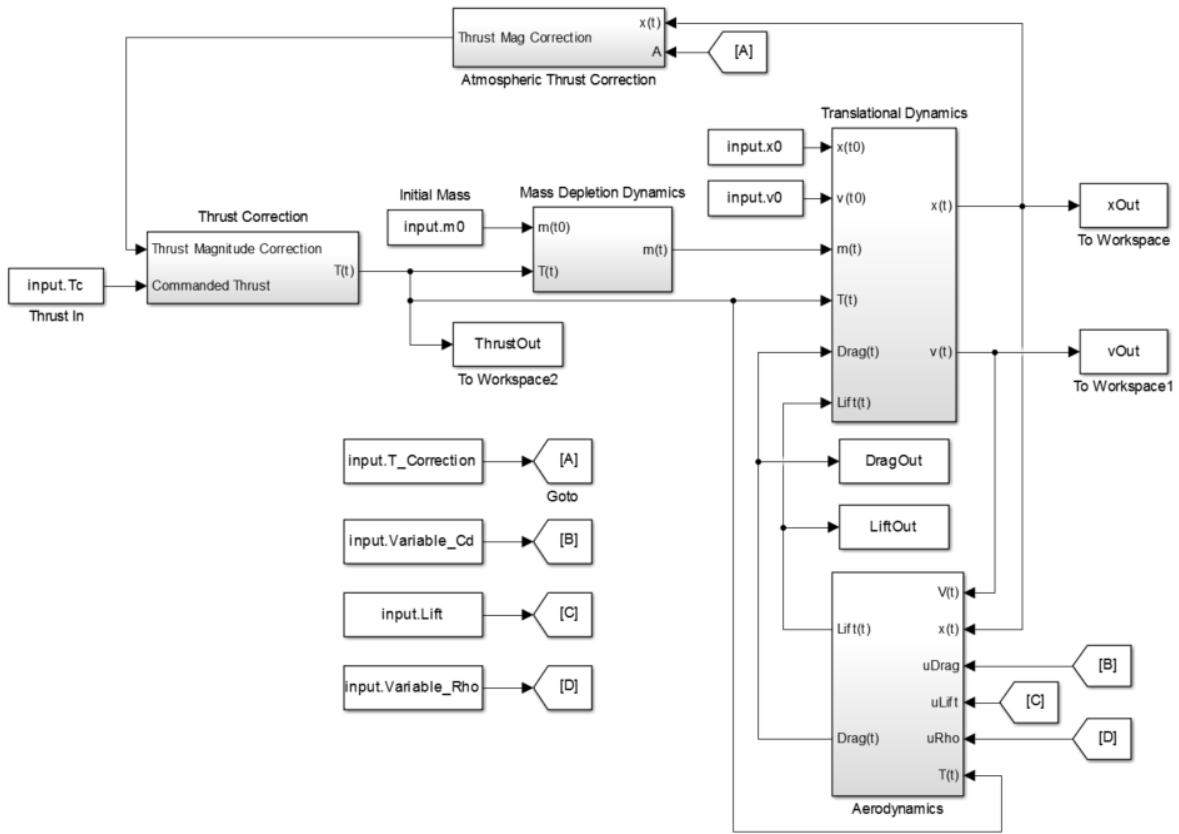 x(t)
Thrust Mag Correction
A
[A]
Atmospheric Thrust Correction
Translational Dynamics
input.x0
x(t0)
Initial Mass
Mass Depletion Dynamics
input.v0
v(t0)
x(t)
xOut
To Workspace
Thrust Correction
input.m0
m(t0)
m(t)
m(t)
Thrust Magnitude Correction
T(t)
T(t)
input.Tc
Commanded Thrust
Thrust In
T(t)
ThrustOut
To Workspace2
Drag(t)
v(t)
vOut
To Workspace1
Lift(t)
input.T_Correction
[A]
Goto
DragOut
input.Variable_Cd
[B]
LiftOut
input.Lift
[C]
V(t)
Lift(t)
x(t)
uDrag
[B]
input.Variable_Rho
[D]
uLift
[C]
Drag(t)
uRho
[D]
T(t)
Aerodynamics